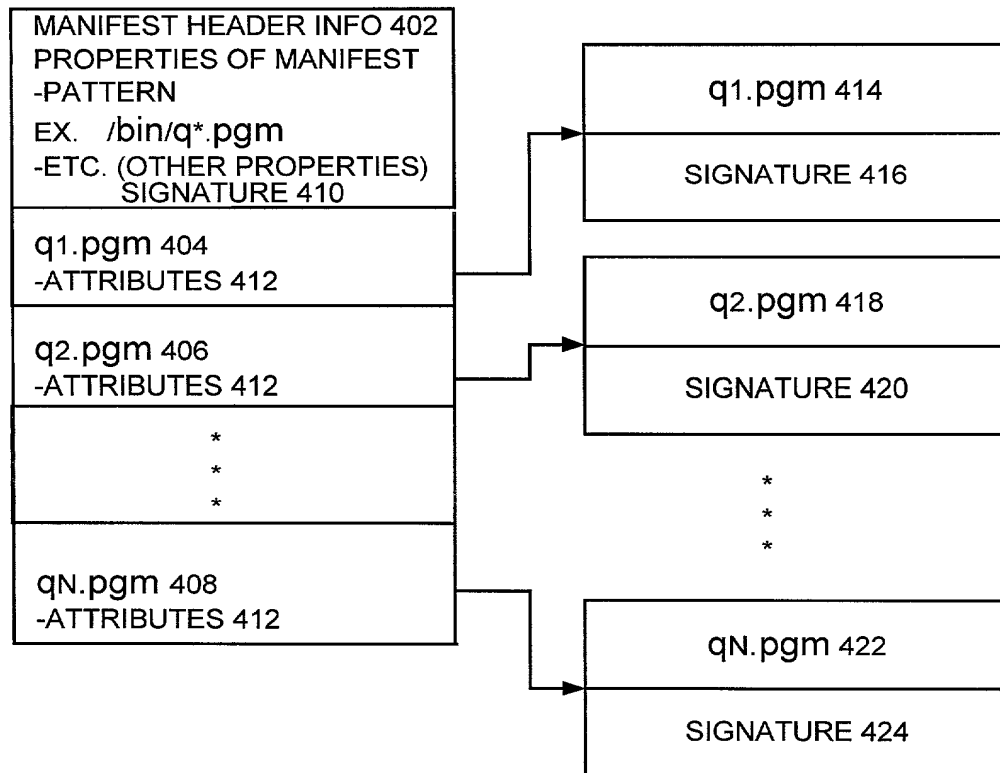 MANIFEST HEADER INFO 402
PROPERTIES OF MANIFEST
-PATTERN
EX. /bin/q*.pgm
-ETC. (OTHER PROPERTIES)
SIGNATURE 410
q1.pgm 404
-ATTRIBUTES 412
q2.pgm 406
-ATTRIBUTES 412
*
*
*
qN.pgm 408
-ATTRIBUTES 412
q1.pgm 414
SIGNATURE 416
q2.pgm 418
SIGNATURE 420
*
*
*
qN.pgm 422
SIGNATURE 424